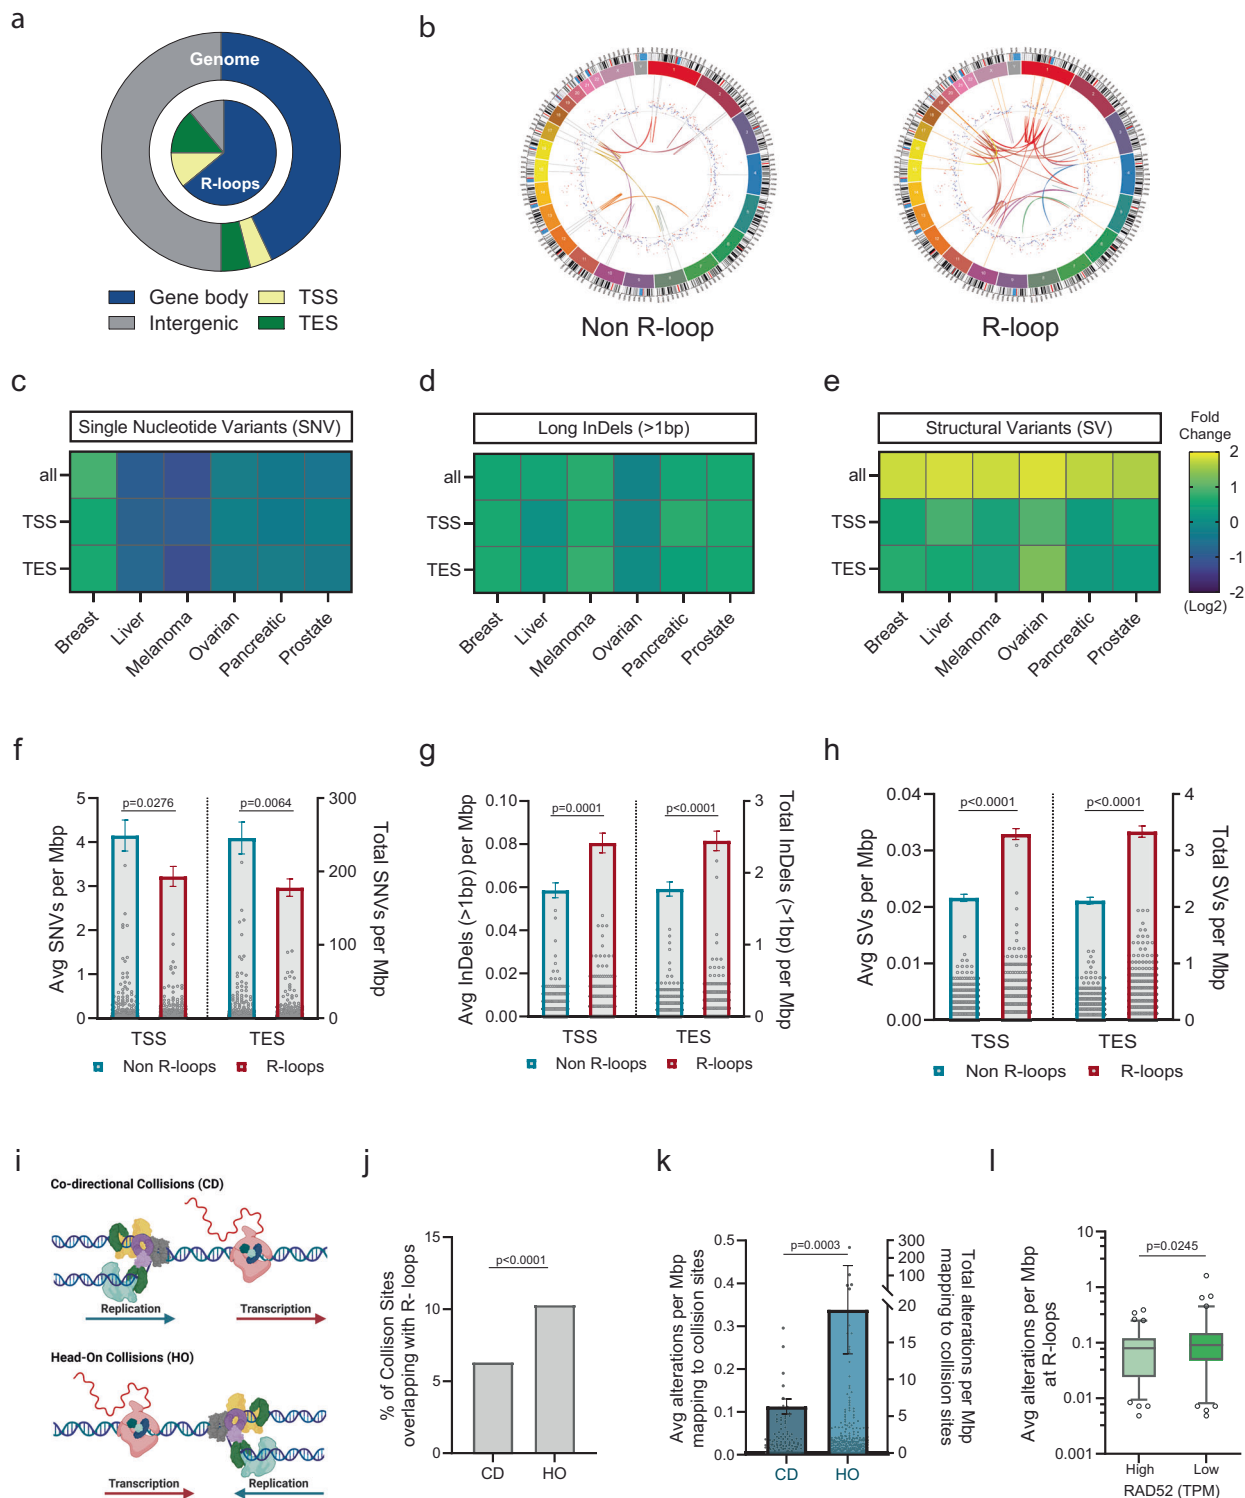 a
Genome
R-loops
Gene body
TSS
Intergenic
TES
b
Non R-loop
R-loop
c
Single Nucleotide Variants (SNV)
all
TSS
TES
Breast
Liver
Melanoma
Ovarian
Pancreatic
Prostate
d
Long InDels (>1bp)
all
TSS
TES
Breast
Liver
Melanoma
Ovarian
Pancreatic
Prostate
e
Structural Variants (SV)
all
TSS
TES
Breast
Liver
Melanoma
Ovarian
Pancreatic
Prostate
Fold
Change
2
1
0
-1
-2
(Log2)
f
Avg SNVs per Mbp
5
4
3
2
1
0
p=0.0276
p=0.0064
300
200
100
0
Total SNVs per Mbp
TSS
TES
Non R-loops
R-loops
g
Avg InDels (>1bp) per Mbp
0.10
0.08
0.06
0.04
0.02
0.00
p=0.0001
p<0.0001
3
2
1
0
Total InDels (>1bp) per Mbp
TSS
TES
Non R-loops
R-loops
h
Avg SVs per Mbp
0.04
0.03
0.02
0.01
0.00
p<0.0001
p<0.0001
4
3
2
1
0
Total SVs per Mbp
TSS
TES
Non R-loops
R-loops
i
Co-directional Collisions (CD)
Replication
Transcription
Head-On Collisions (HO)
Transcription
Replication
j
% of Collison Sites
overlapping with R- loops
15
10
5
0
p<0.0001
CD
HO
k
Avg alterations per Mbp
mapping to collision sites
0.5
0.4
0.3
0.2
0.1
0.0
p=0.0003
300
200
100
20
15
10
5
0
Total alterations per Mbp
mapping to collision sites
CD
HO
l
Avg alterations per Mbp
at R-loops
10
1
0.1
0.01
0.001
p=0.0245
High
Low
RAD52 (TPM)